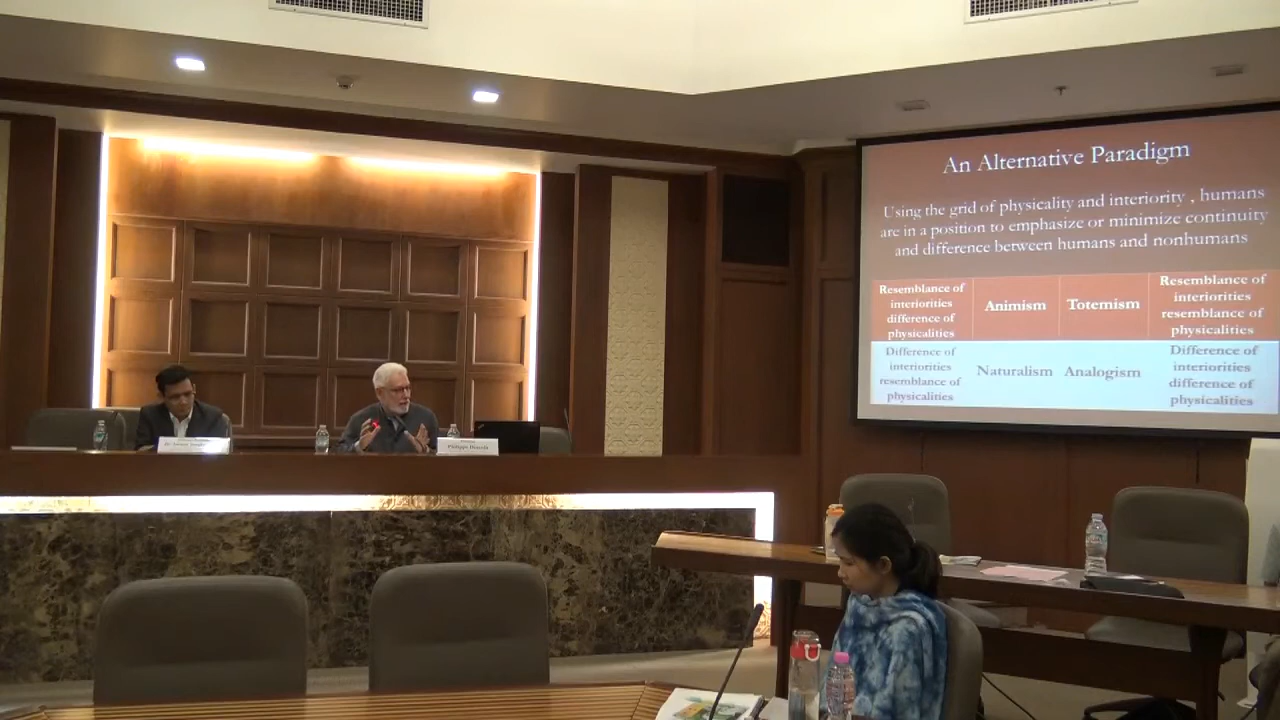 An Alternative Paradigm
Using the grid of physicality and interiority , humans
are in a position to emphasize or minimize continuity
and difference between humans and nonhumans
Resemblance of
interiorities
difference of
physicalities
Animism
Totemism
Resemblance of
interiorities
resemblance of
physicalities
Difference of
interiorities
resemblance of
physicalities
Naturalism
Analogism
Difference of
interiorities
difference of
physicalities
Philippe Descola